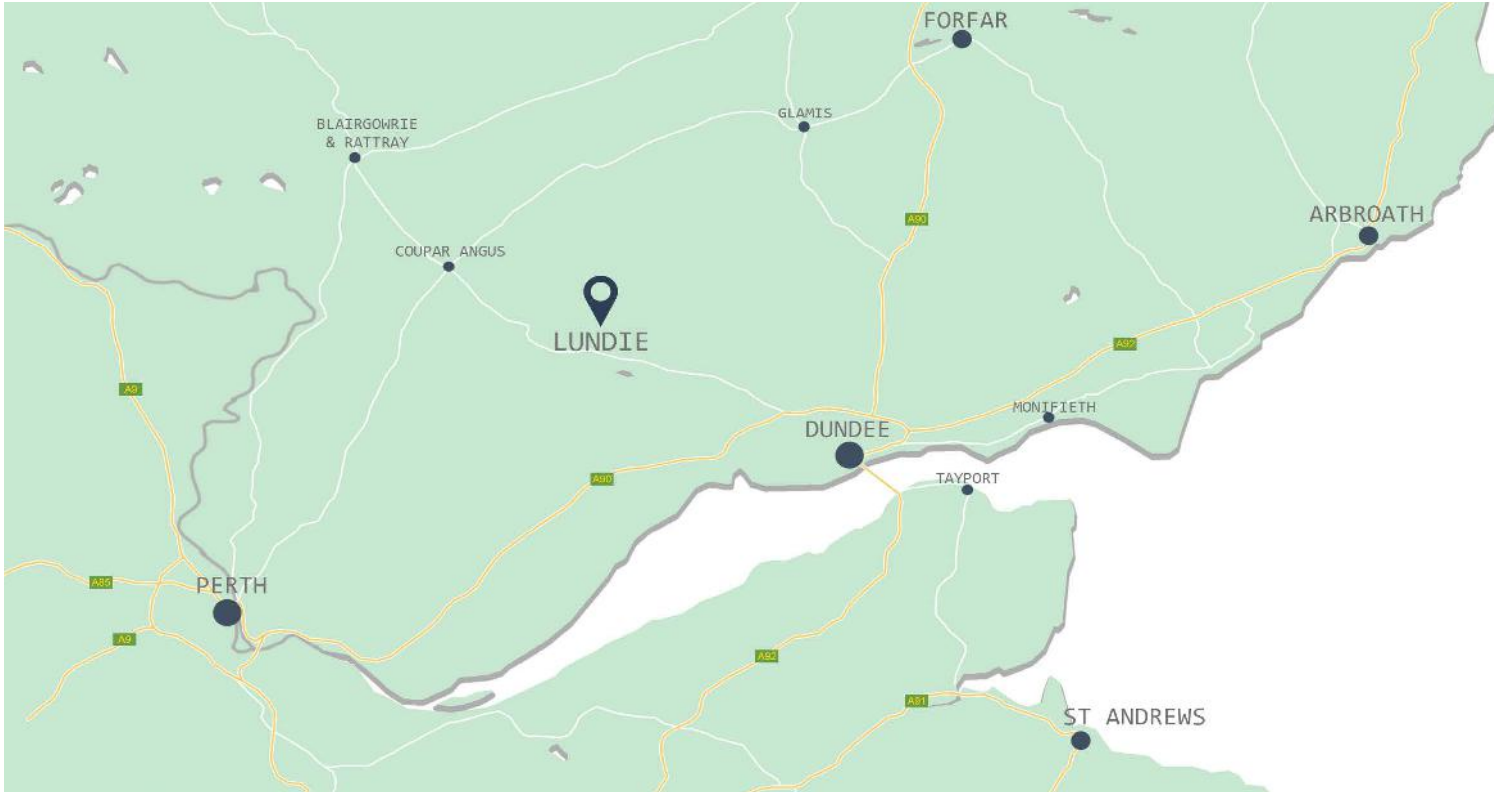 FORFAR
GLAMIS
BLAIRGOWRIE
& RATTRAY
A90
ARBROATH
COUPAR ANGUS
LUNDIE
A92
A9
MONIFIETH
DUNDEE
A90
TAYPORT
A85
PERTH
A9
A92
A91
ST ANDREWS